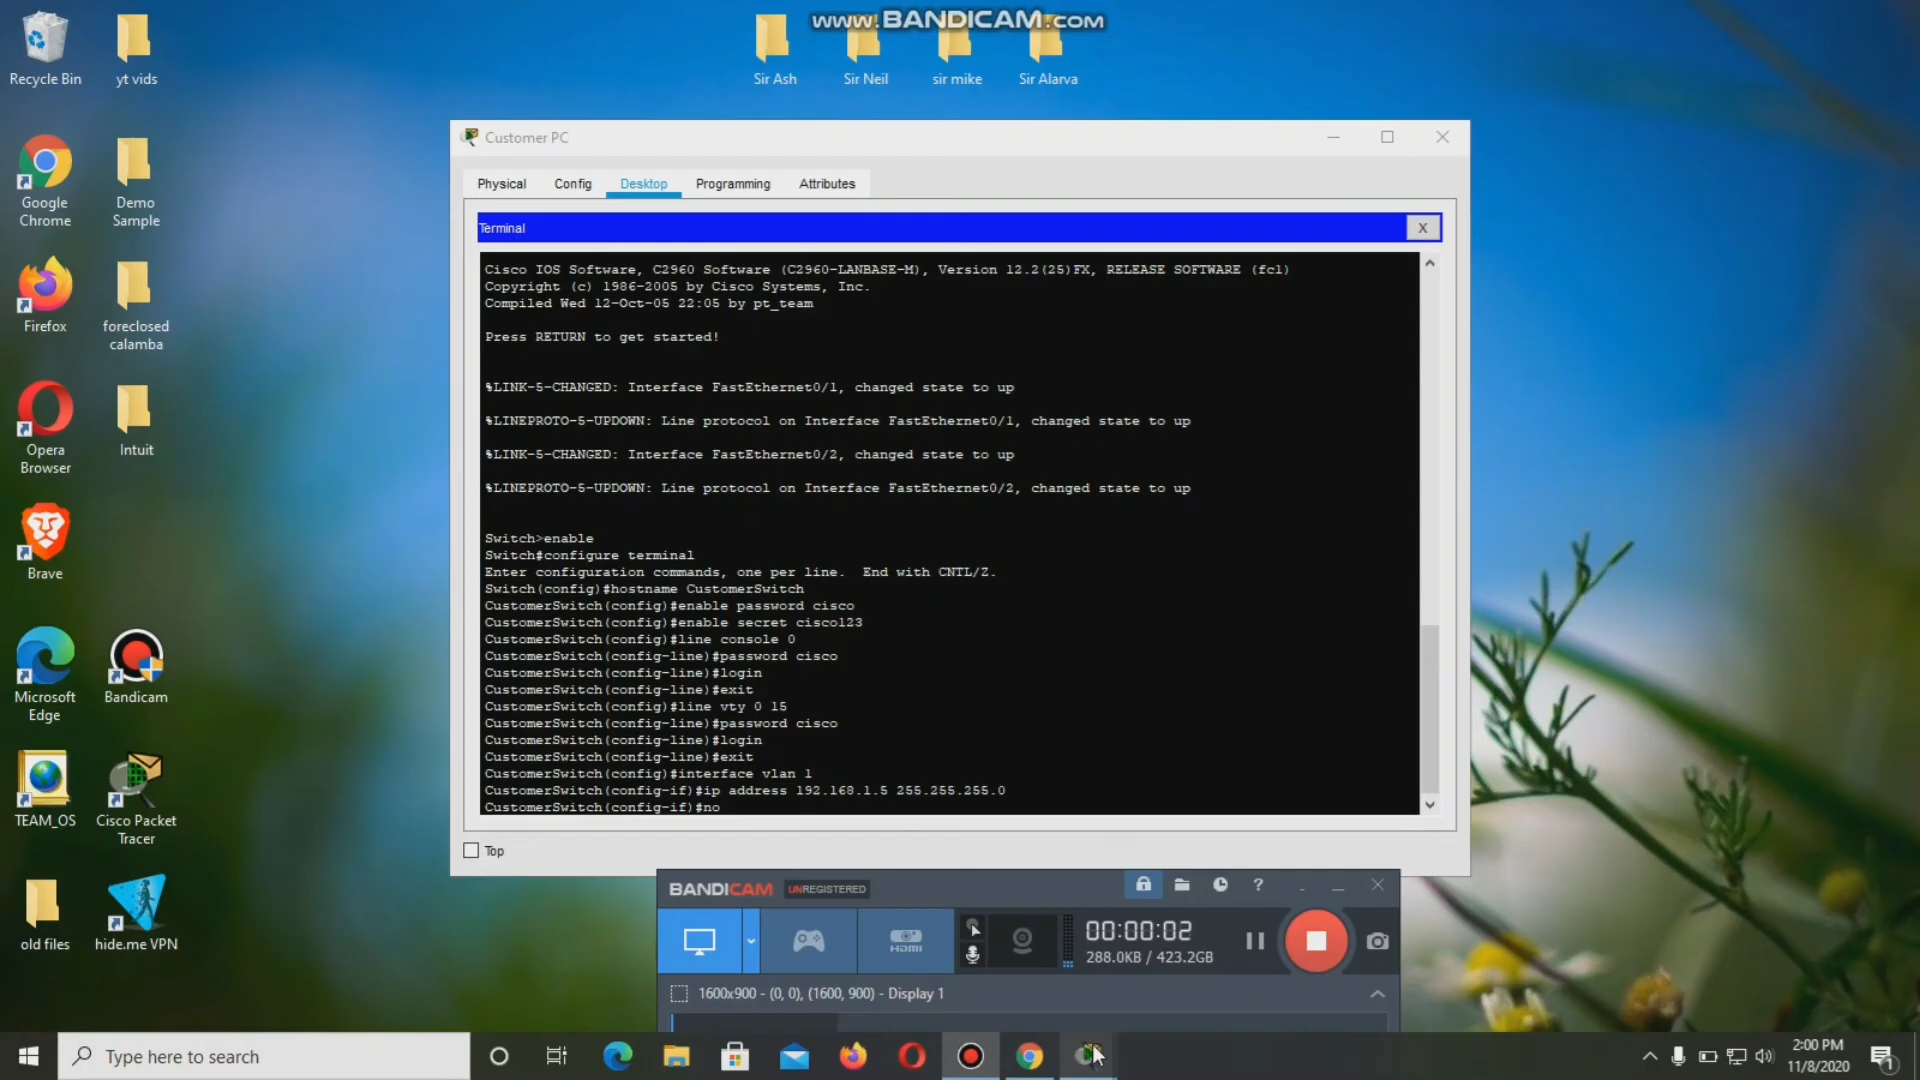 www.BANDICAM.com
Recycle Bin
yt vids
Sir Ash
Sir Neil
sir mike
Sir Alarva
Google
Chrome
Demo
Sample
Firefox
foreclosed
calamba
Opera
Browser
Intuit
Brave
Microsoft
Edge
Bandicam
TEAM_OS
Cisco Packet
Tracer
old files
hide.me VPN
Customer PC
Physical
Config
Desktop
Programming
Attributes
Terminal
X
Cisco IOS Software, C2960 Software (C2960-LANBASE-M), Version 12.2(25)FX, RELEASE SOFTWARE (fc1)
Copyright (c) 1986-2005 by Cisco Systems, Inc.
Compiled Wed 12-Oct-05 22:05 by pt_team
Press RETURN to get started!
%LINK-5-CHANGED: Interface FastEthernet0/1, changed state to up
%LINEPROTO-5-UPDOWN: Line protocol on Interface FastEthernet0/1, changed state to up
%LINK-5-CHANGED: Interface FastEthernet0/2, changed state to up
%LINEPROTO-5-UPDOWN: Line protocol on Interface FastEthernet0/2, changed state to up
Switch>enable
Switch#configure terminal
Enter configuration commands, one per line.  End with CNTL/Z.
Switch(config)#hostname CustomerSwitch
CustomerSwitch(config)#enable password cisco
CustomerSwitch(config)#enable secret cisco123
CustomerSwitch(config)#line console 0
CustomerSwitch(config-line)#password cisco
CustomerSwitch(config-line)#login
CustomerSwitch(config-line)#exit
CustomerSwitch(config)#line vty 0 15
CustomerSwitch(config-line)#password cisco
CustomerSwitch(config-line)#login
CustomerSwitch(config-line)#exit
CustomerSwitch(config)#interface vlan 1
CustomerSwitch(config-if)#ip address 192.168.1.5 255.255.255.0
CustomerSwitch(config-if)#no
Top
BANDICAM UNREGISTERED
?
HDMI
00:00:02
288.0KB / 423.2GB
1600x900 - (0, 0), (1600, 900) - Display 1
Type here to search
2:00 PM
11/8/2020
1